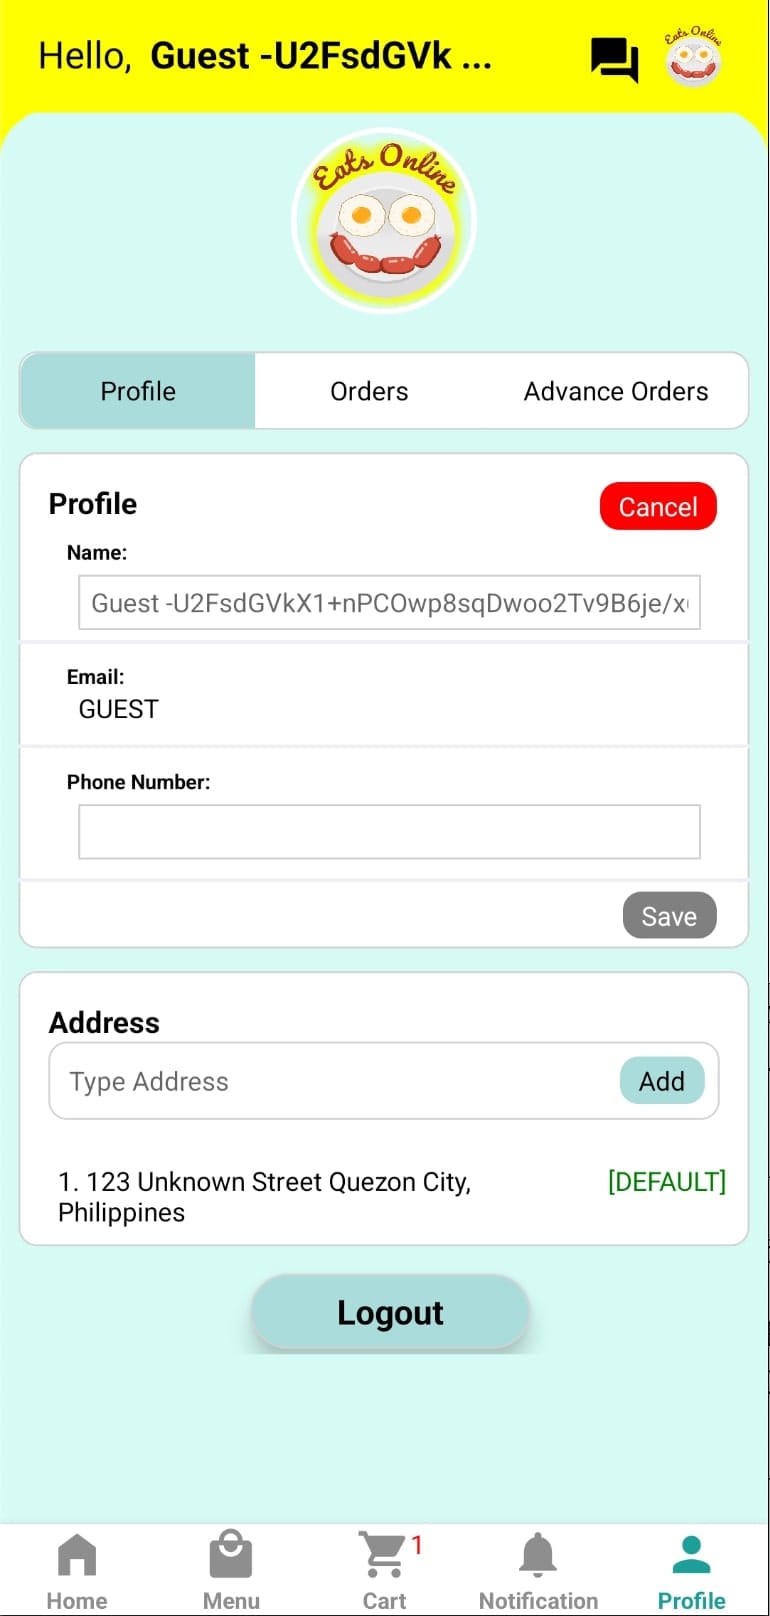 Hello, Guest -U2FsdGVk ...
Eats Online
Eats Online
Profile Orders Advance Orders
Profile
Cancel
Name:
Guest -U2FsdGVkX1+nPCOwp8sqDwoo2Tv9B6je/x
Email:
GUEST
Phone Number:
Save
Address
Type Address
Add
1. 123 Unknown Street Quezon City, [DEFAULT]
Philippines
Logout
1
Home Menu Cart Notification Profile